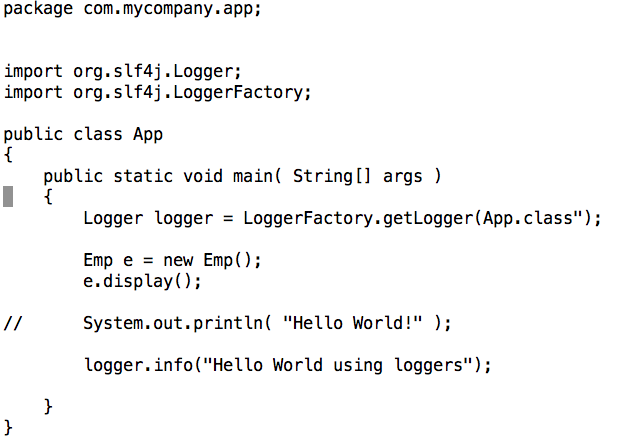 package com.mycompany.app;
import org.slf4j.Logger;
import org.slf4j.LoggerFactory;
public class App
{
    public static void main( String[] args )
    {
        Logger logger = LoggerFactory.getLogger(App.class");
        Emp e = new Emp();
        e.display();
//      System.out.println( "Hello World!" );
        logger.info("Hello World using loggers");
    }
}